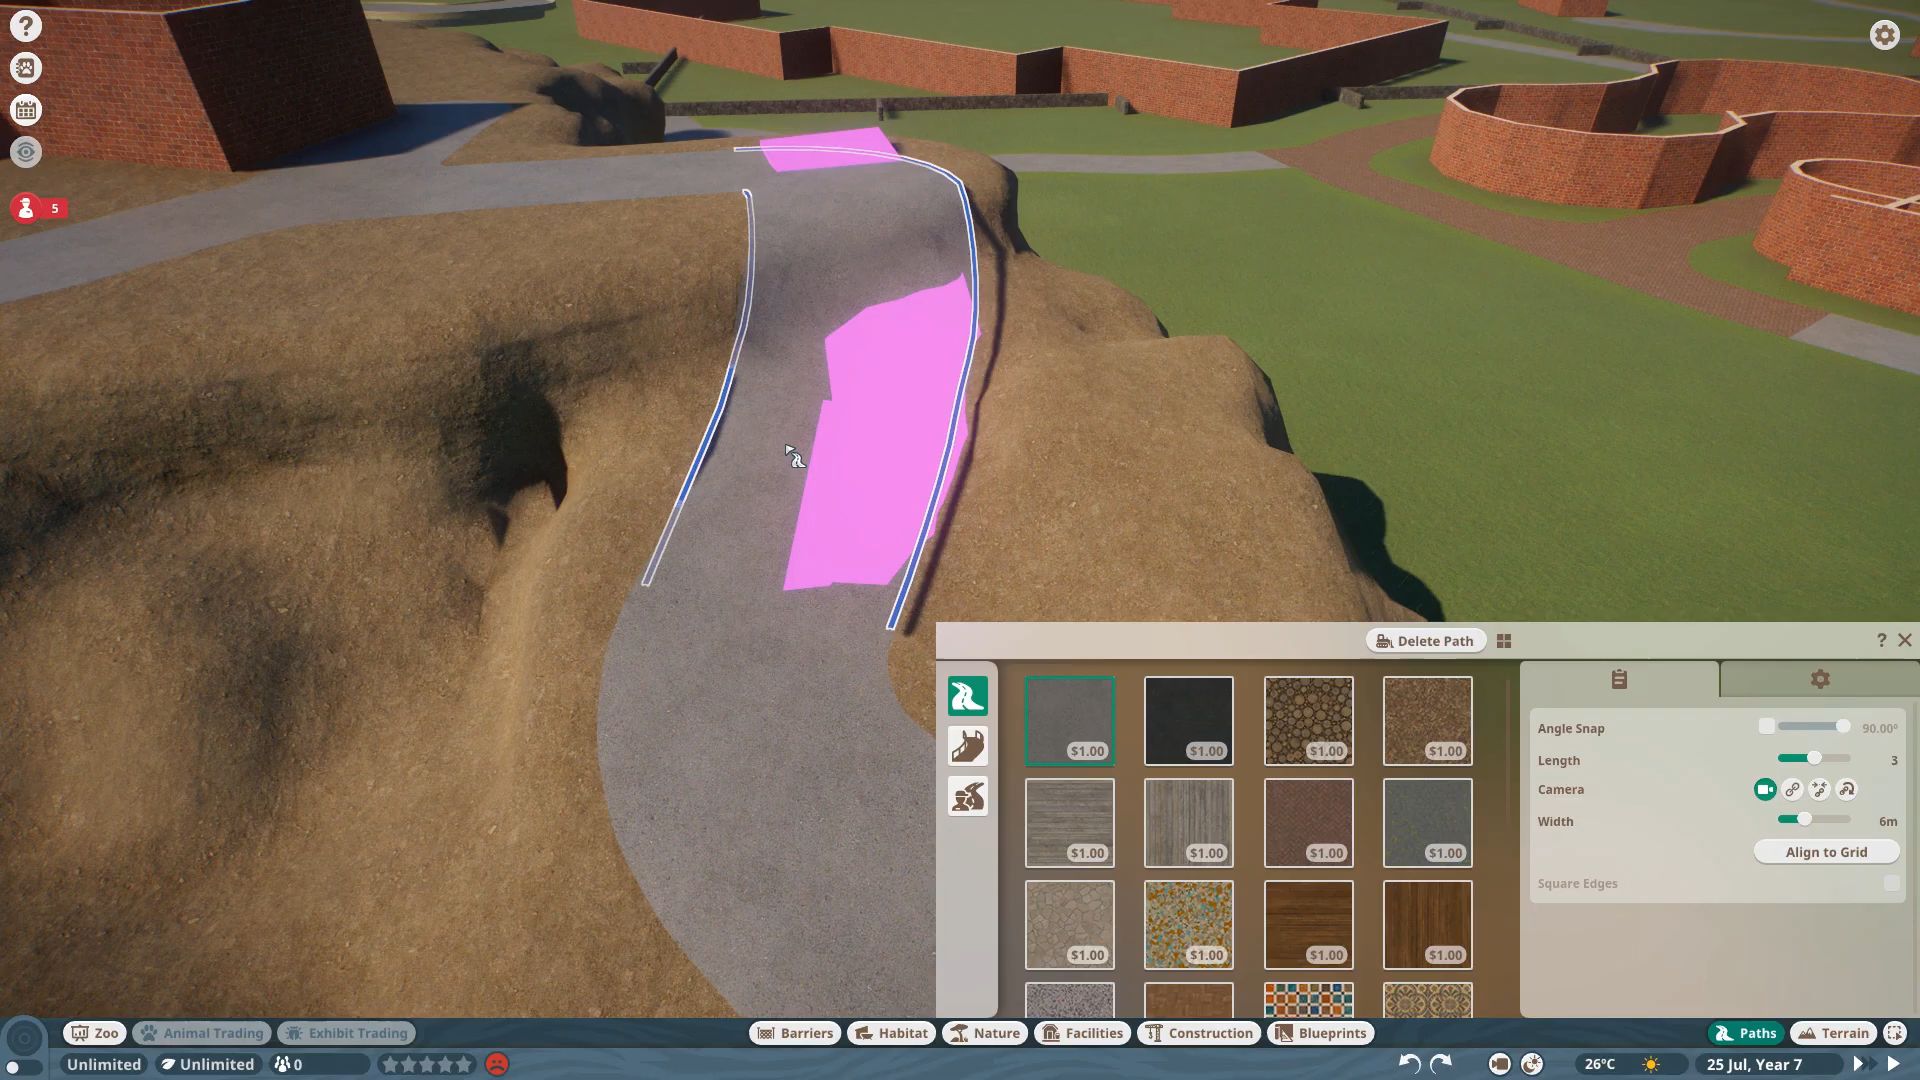 ?
5
Delete Path
?
$1.00 $1.00 $1.00 $1.00
$1.00 $1.00 $1.00 $1.00
$1.00 $1.00 $1.00 $1.00
Angle Snap 90.00°
Length 3
Camera
Width 6m
Align to Grid
Square Edges
Zoo Animal Trading Exhibit Trading Barriers Habitat Nature Facilities Construction Blueprints Paths Terrain
Unlimited Unlimited 0 26°C 25 Jul, Year 7